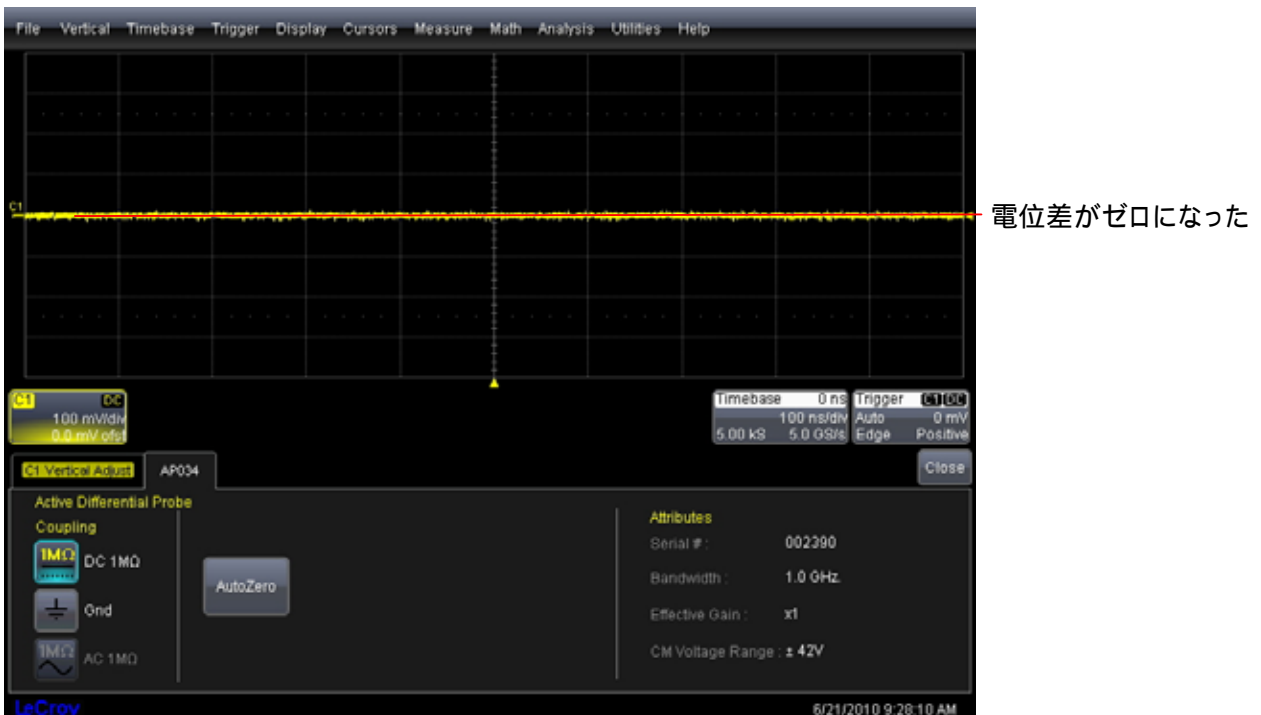 File Vertical Timebase Trigger Display Cursors Measure Math Analysis Utilities Help
C1
電位差がゼロになった
C1 DC
100 mV/div
0.0 mV ofst
Timebase 0 ns
100 ns/div
5.00 kS 5.0 GS/s
Trigger C1 DC
Auto 0 mV
Edge Positive
C1 Vertical Adjust AP034 Close
Active Differential Probe
Coupling
1MΩ DC 1MΩ
Gnd
1MΩ AC 1MΩ
AutoZero
Attributes
Serial # : 002390
Bandwidth : 1.0 GHz
Effective Gain : x1
CM Voltage Range : ± 42V
LeCroy 6/21/2010 9:28:10 AM